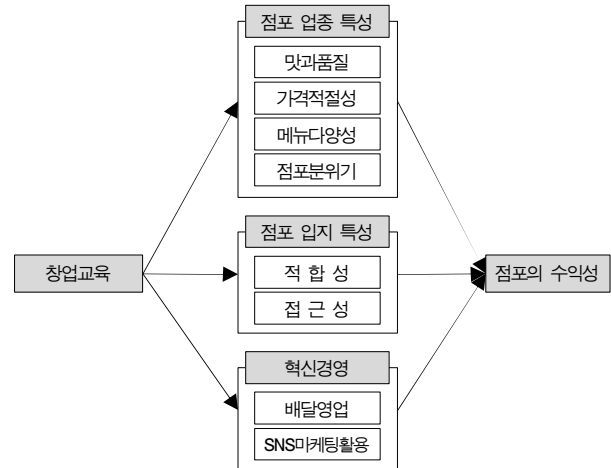 점포 업종 특성
맛과품질
가격적절성
메뉴다양성
점포분위기
점포 입지 특성
창업교육
적 합 성
점포의 수익성
접 근 성
혁신경영
배달영업
SNS마케팅활용